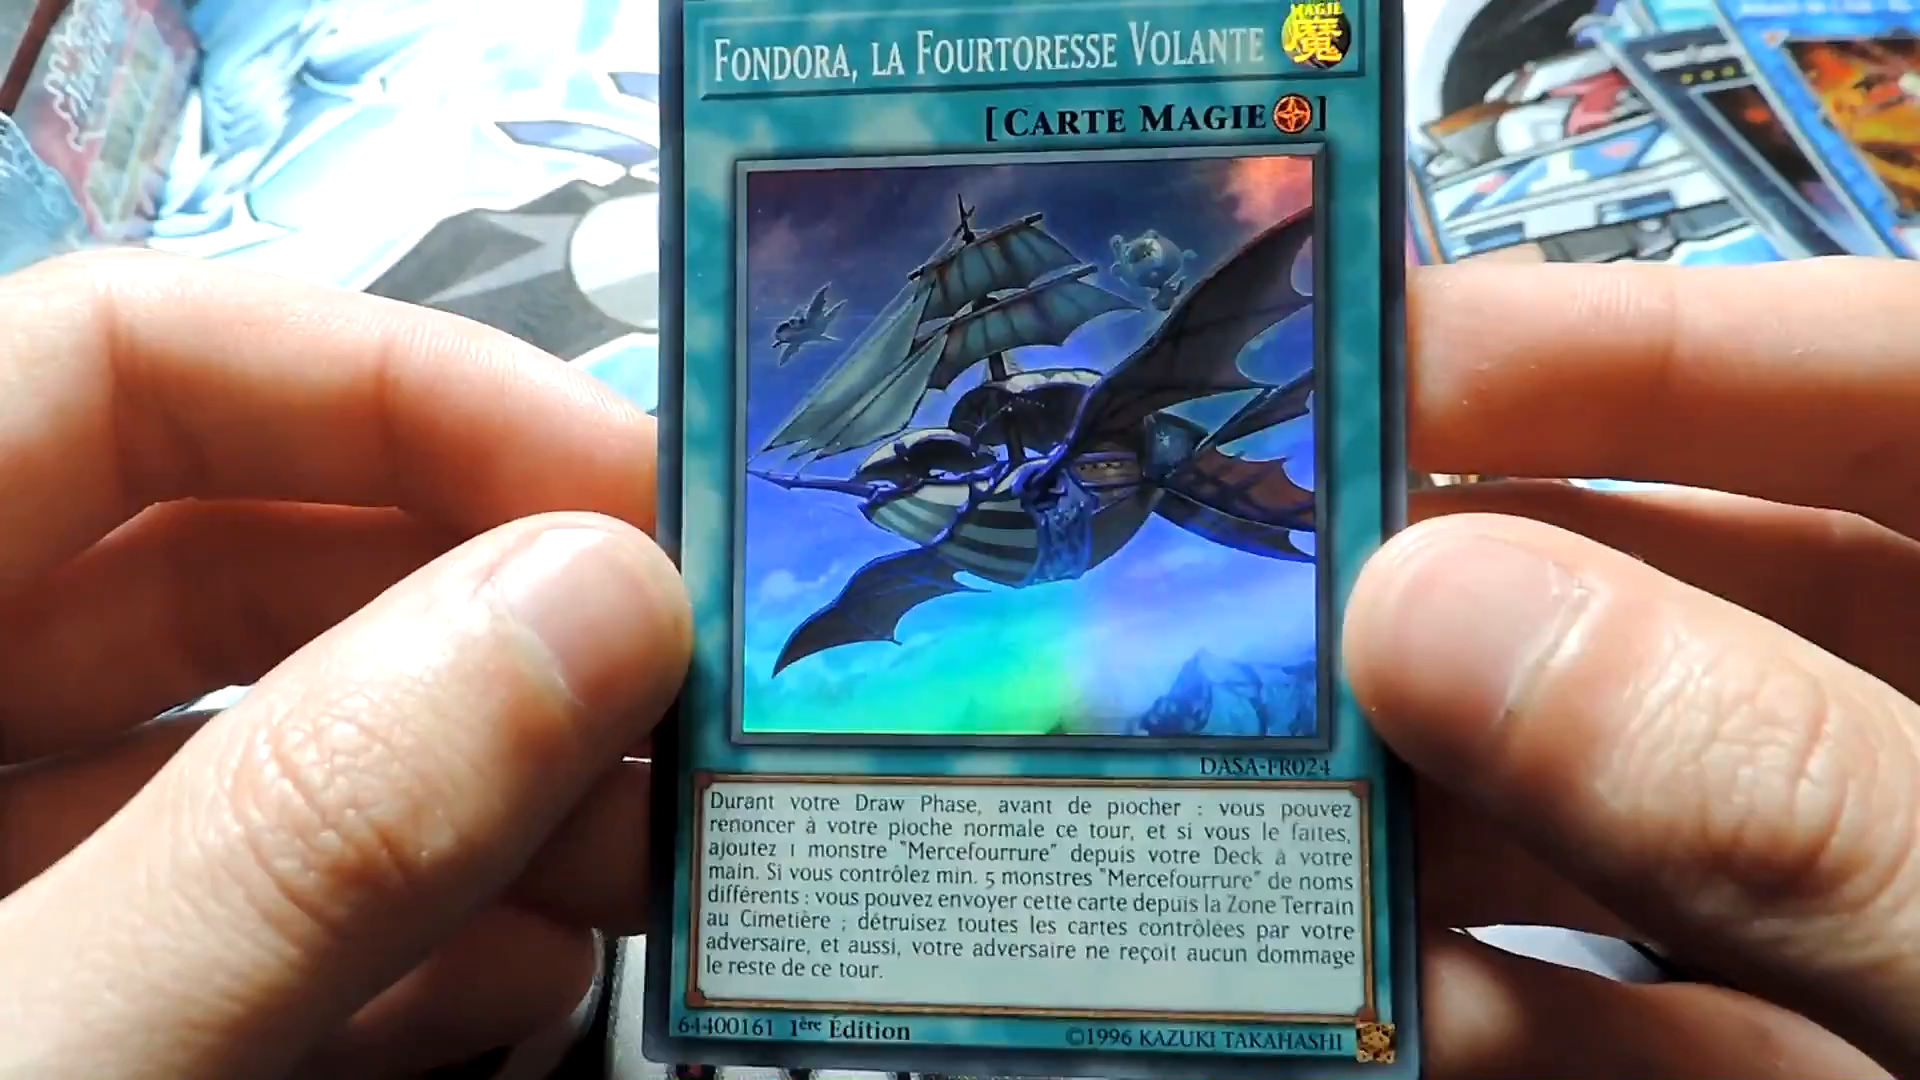 MAGIE
魔
FONDORA, LA FOURTORESSE VOLANTE
[CARTE MAGIE]
DASA-FR024
Durant votre Draw Phase, avant de piocher : vous pouvez
renoncer à votre pioche normale ce tour, et si vous le faites,
ajoutez 1 monstre "Mercefourrure" depuis votre Deck à votre
main. Si vous contrôlez min. 5 monstres "Mercefourrure" de noms
différents : vous pouvez envoyer cette carte depuis la Zone Terrain
au Cimetière ; détruisez toutes les cartes contrôlées par votre
adversaire, et aussi, votre adversaire ne reçoit aucun dommage
le reste de ce tour.
64400161 1ère Édition
©1996 KAZUKI TAKAHASHI